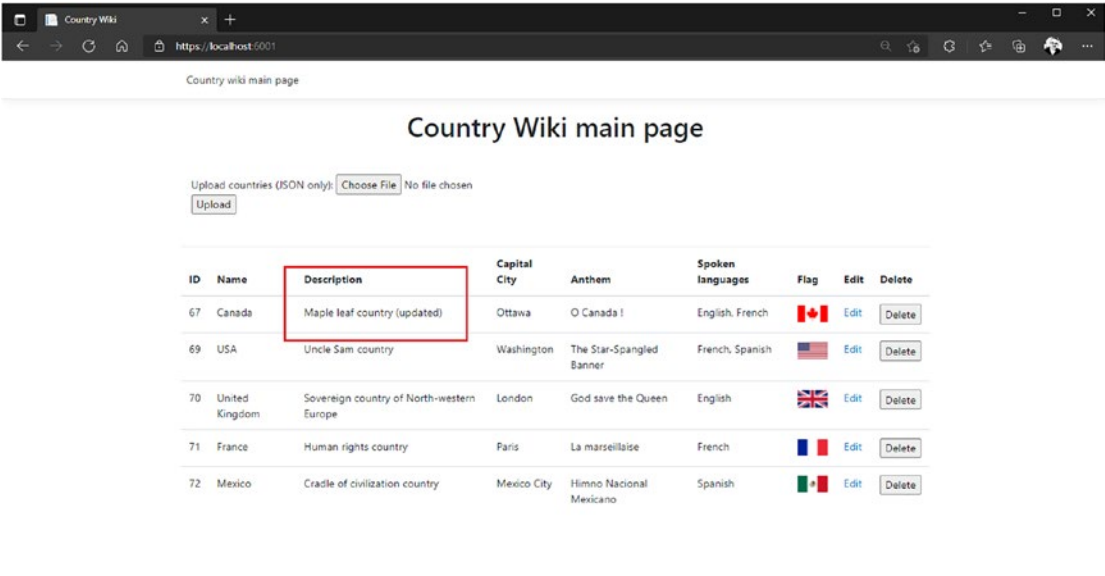 Country Wiki
https://localhost:6001
Country wiki main page
Country Wiki main page
Upload countries (JSON only): Choose File No file chosen
Upload
ID Name Description Capital City Anthem Spoken languages Flag Edit Delete
67 Canada Maple leaf country (updated) Ottawa O Canada ! English, French Edit Delete
69 USA Uncle Sam country Washington The Star-Spangled Banner French, Spanish Edit Delete
70 United Kingdom Sovereign country of North-western Europe London God save the Queen English Edit Delete
71 France Human rights country Paris La marseillaise French Edit Delete
72 Mexico Cradle of civilization country Mexico City Himno Nacional Mexicano Spanish Edit Delete